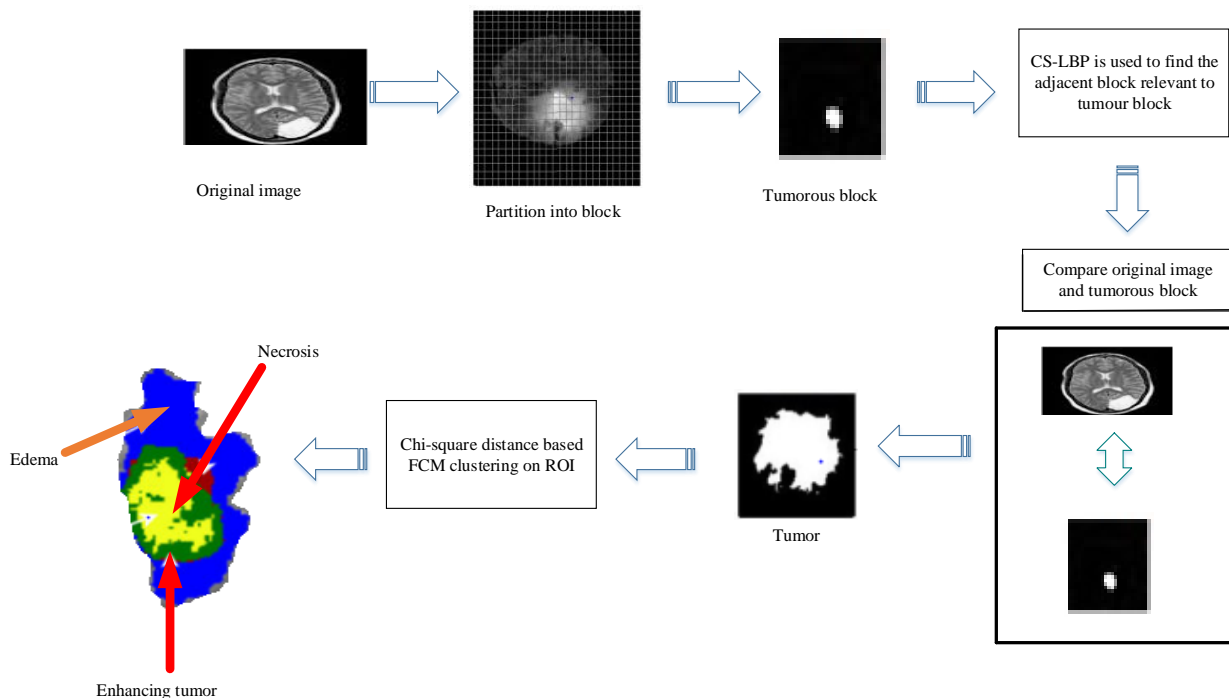 Original image
Partition into block
Tumorous block
CS-LBP is used to find the
adjacent block relevant to
tumour block
Compare original image
and tumorous block
Tumor
Chi-square distance based
FCM clustering on ROI
Necrosis
Edema
Enhancing tumor